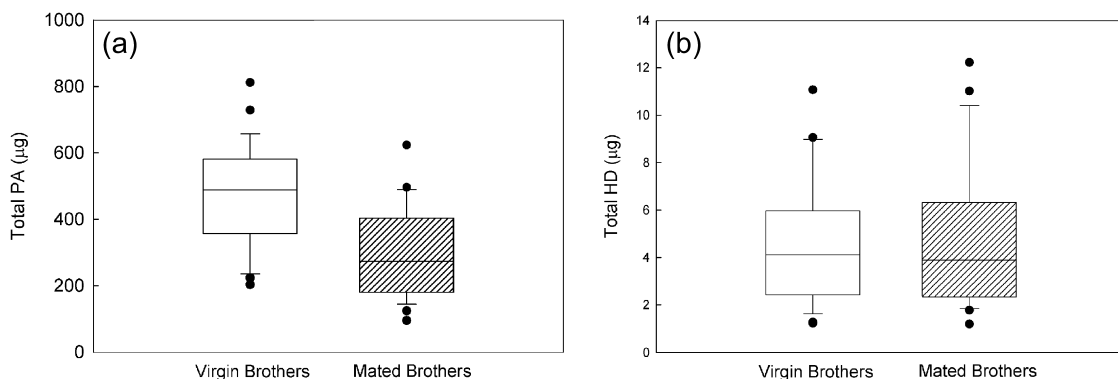 (a)
Total PA (μg)
1000
800
600
400
200
0
Virgin Brothers
Mated Brothers
(b)
Total HD (μg)
14
12
10
8
6
4
2
0
Virgin Brothers
Mated Brothers